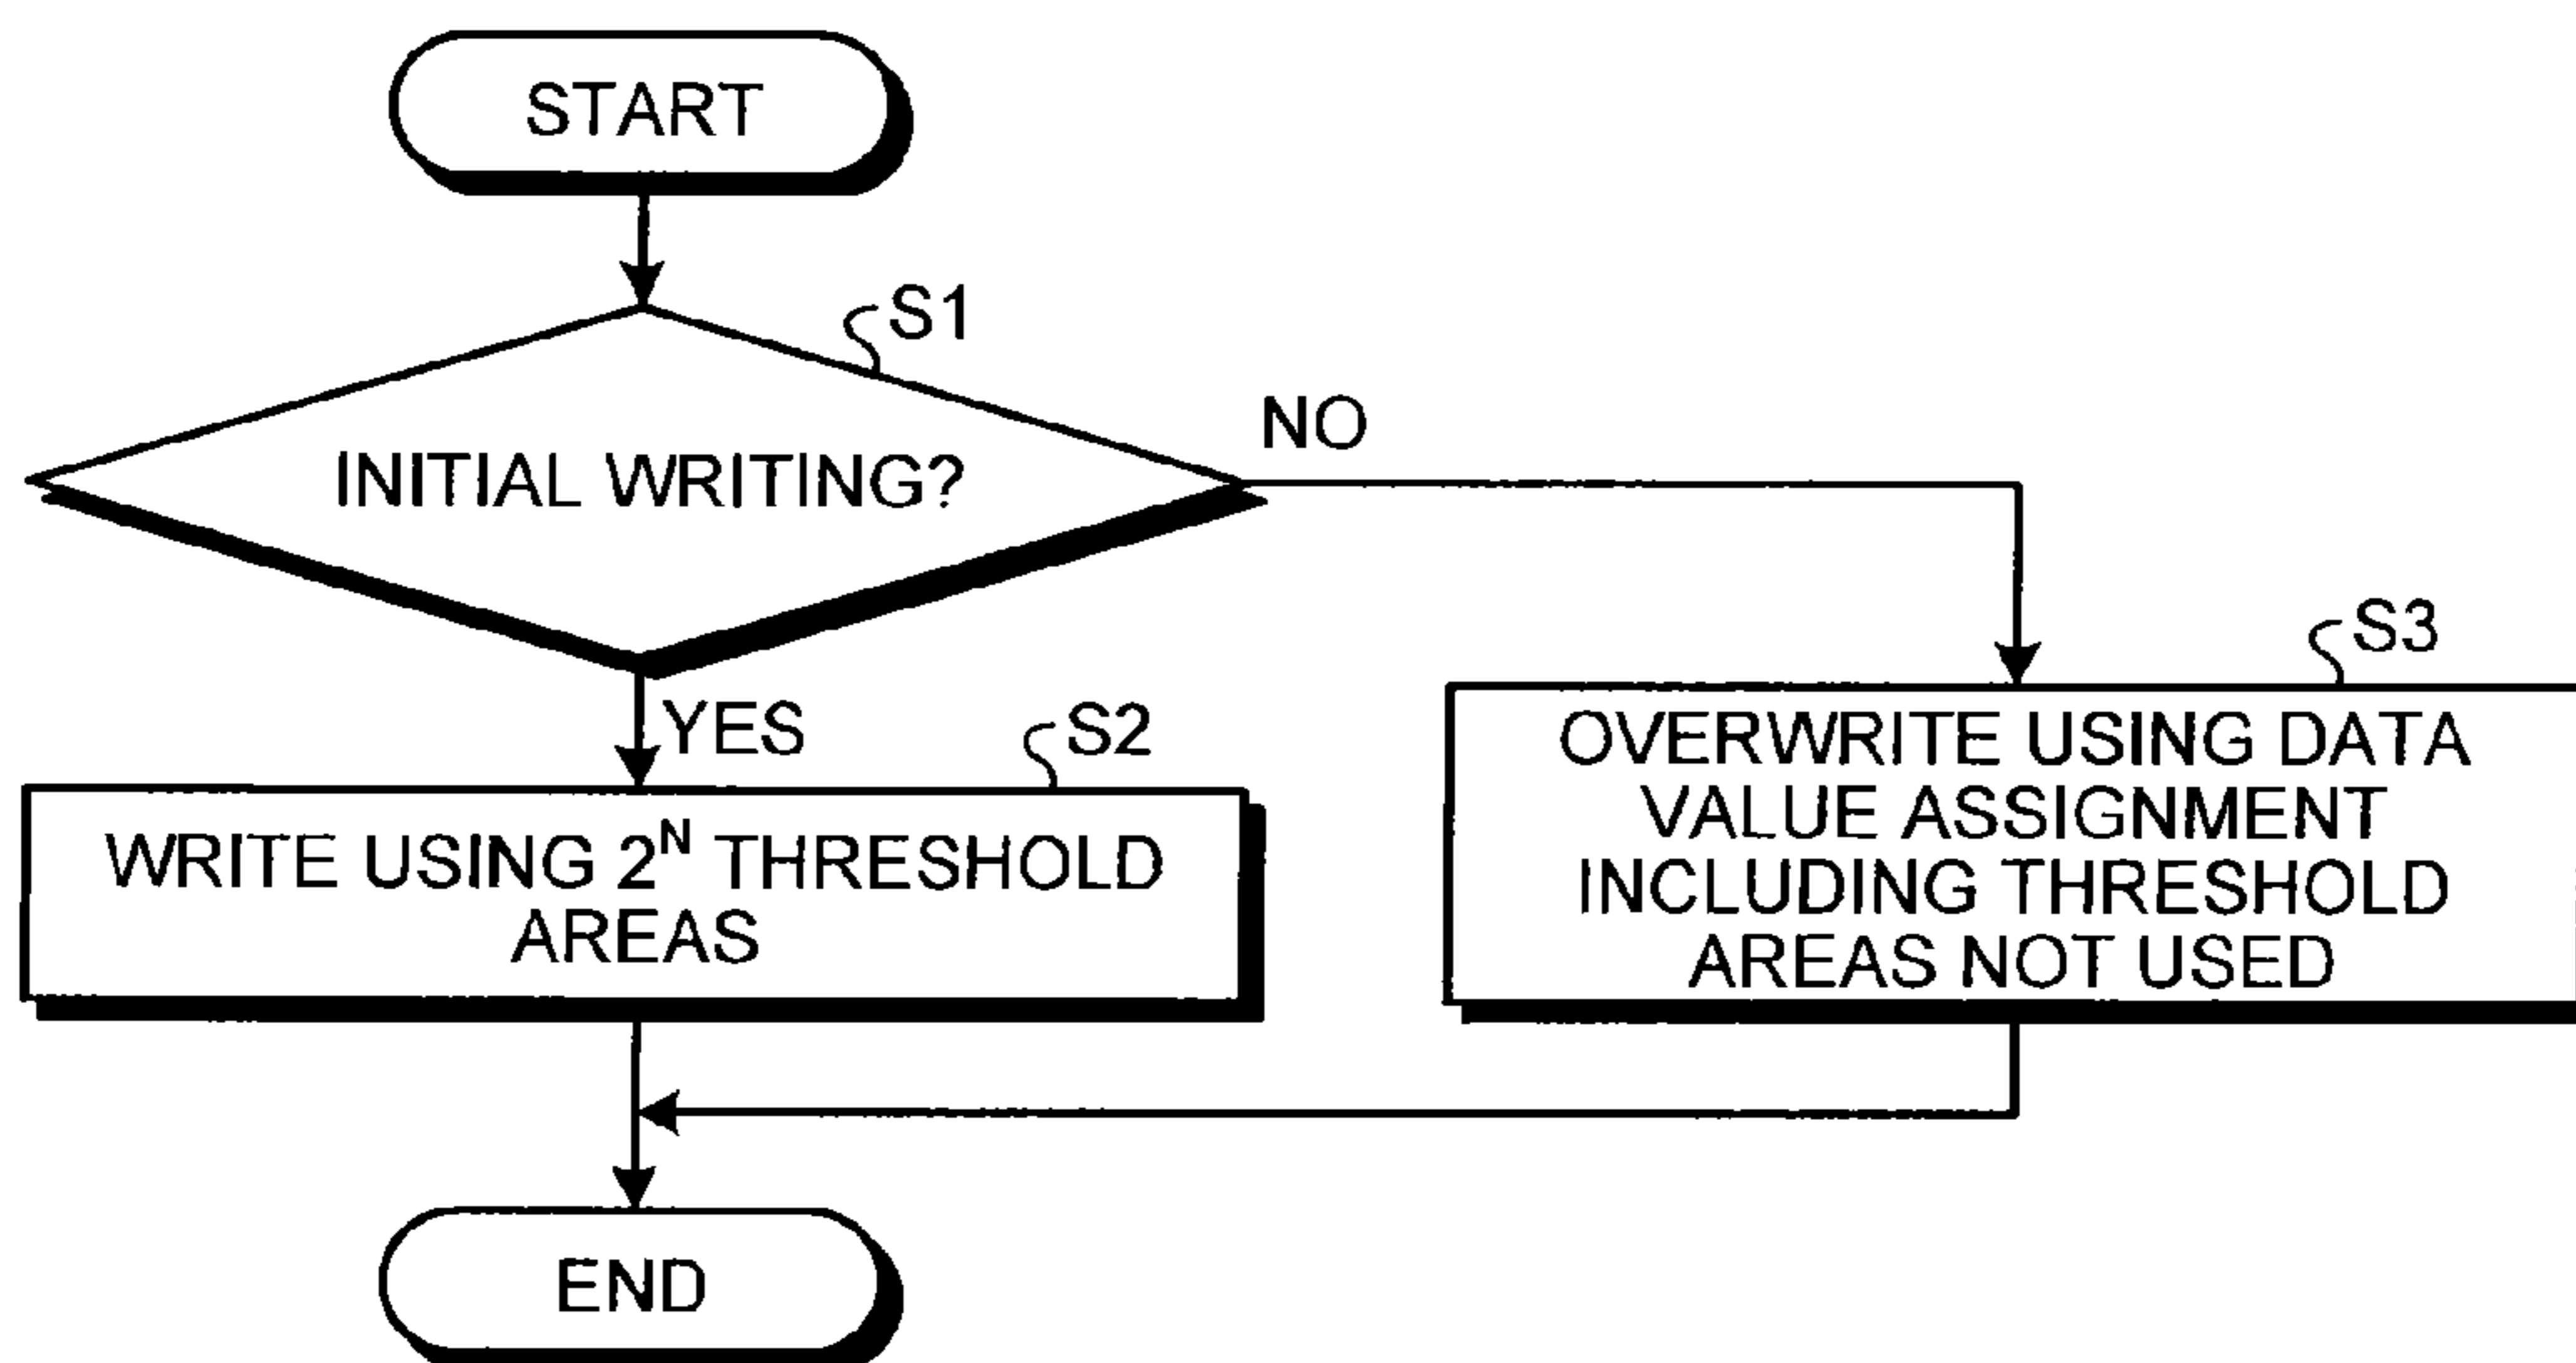 START
S1
INITIAL WRITING?
NO
YES
S2
WRITE USING 2^N THRESHOLD
AREAS
S3
OVERWRITE USING DATA
VALUE ASSIGNMENT
INCLUDING THRESHOLD
AREAS NOT USED
END